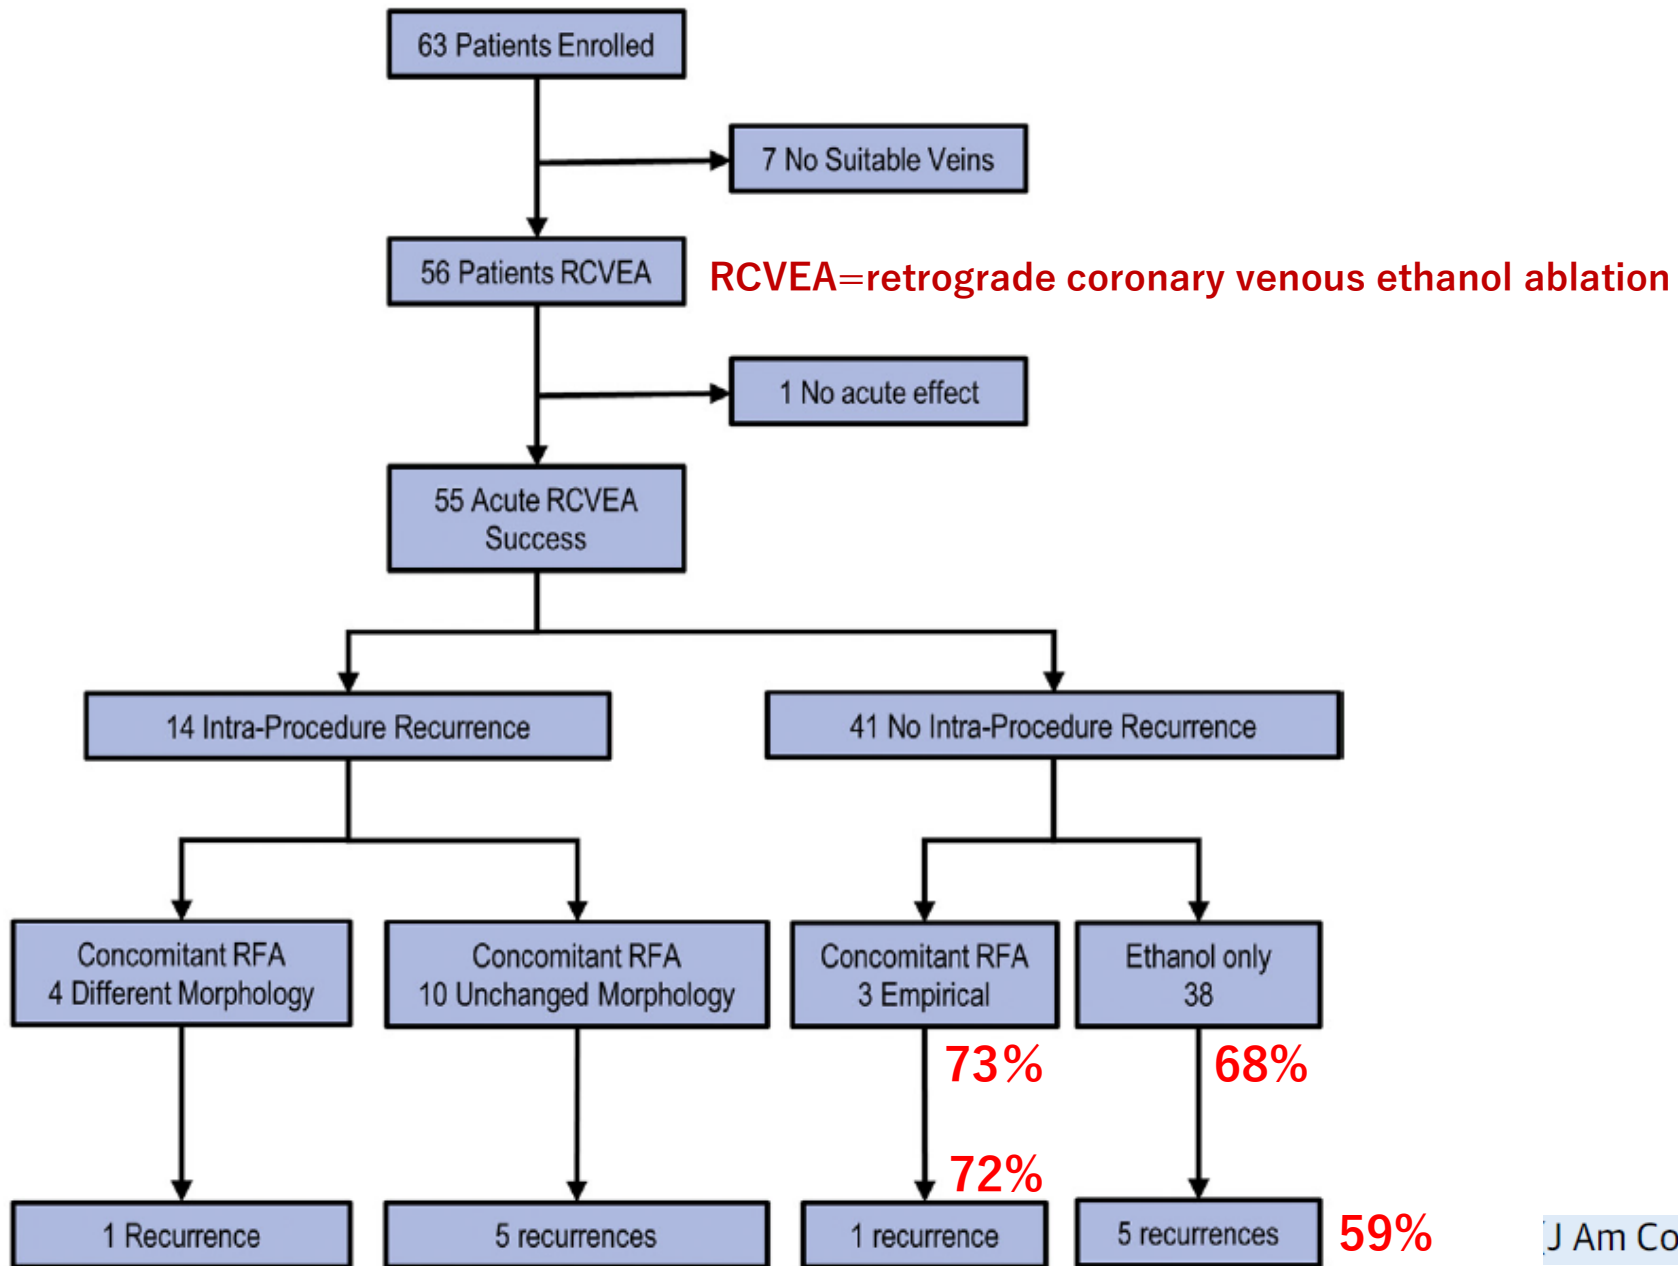 63 Patients Enrolled
7 No Suitable Veins
56 Patients RCVEA
RCVEA=retrograde coronary venous ethanol ablation
1 No acute effect
55 Acute RCVEA
Success
14 Intra-Procedure Recurrence
41 No Intra-Procedure Recurrence
Concomitant RFA
4 Different Morphology
Concomitant RFA
10 Unchanged Morphology
Concomitant RFA
3 Empirical
Ethanol only
38
73%
68%
72%
1 Recurrence
5 recurrences
1 recurrence
5 recurrences
59%
J Am Co